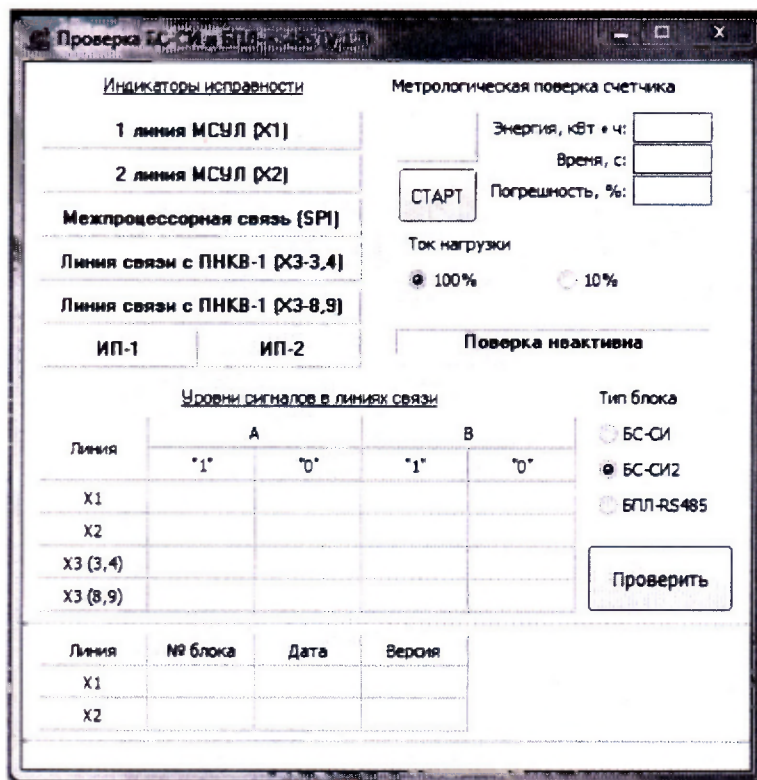 Проверка БС-СИ и БПЛ-
Индикаторы исправности
1 линия МСУЛ (X1)
2 линия МСУЛ (X2)
Межпроцессорная связь (SPI)
Линия связи с ПНКВ-1 (X3-3,4)
Линия связи с ПНКВ-1 (X3-8,9)
ИП-1 ИП-2
Метрологическая поверка счетчика
Энергия, кВт • ч:
Время, с:
СТАРТ
Погрешность, %:
Ток нагрузки
100% 10%
Поверка неактивна
Уровни сигналов в линиях связи
Линия A B
"1" "0" "1" "0"
X1
X2
X3 (3,4)
X3 (8,9)
Тип блока
БС-СИ
БС-СИ2
БПЛ-RS485
Проверить
Линия № блока Дата Версия
X1
X2